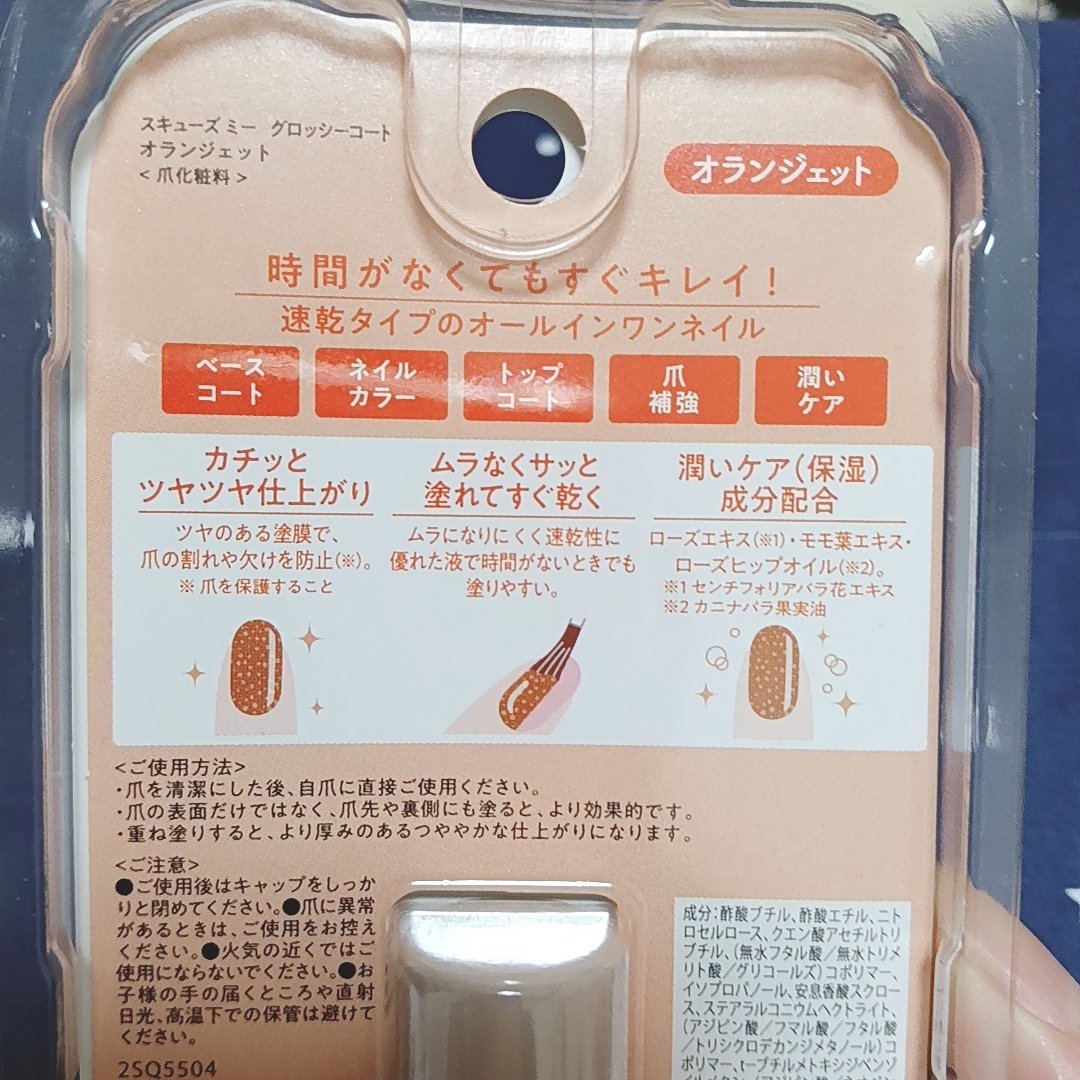 スキューズ ミー グロッシーコート
オランジェット
< 爪化粧料 >
オランジェット
時間がなくてもすぐキレイ！
速乾タイプのオールインワンネイル
ベース
コート
ネイル
カラー
トップ
コート
爪
補強
潤い
ケア
カチッと
ツヤツヤ仕上がり
ツヤのある塗膜で、
爪の割れや欠けを防止(※)。
※ 爪を保護すること
ムラなくサッと
塗れてすぐ乾く
ムラになりにくく速乾性に
優れた液で時間がないときでも
塗りやすい。
潤いケア(保湿)
成分配合
ローズエキス(※1)・モモ葉エキス・
ローズヒップオイル(※2)。
※1 センチフォリアバラ花エキス
※2 カニナバラ果実油
<ご使用方法>
・爪を清潔にした後、自爪に直接ご使用ください。
・爪の表面だけではなく、爪先や裏側にも塗ると、より効果的です。
・重ね塗りすると、より厚みのあるつややかな仕上がりになります。
<ご注意>
●ご使用後はキャップをしっか
りと閉めてください。●爪に異常
があるときは、ご使用をお控え
ください。●火気の近くではご
使用にならないでください。●お
子様の手の届くところや直射
日光、高温下での保管は避けて
ください。
2SQ5504
成分：酢酸ブチル、酢酸エチル、ニト
ロセルロース、クエン酸アセチルトリ
ブチル、(無水フタル酸／無水トリメ
リト酸／グリコールズ)コポリマー、
イソプロパノール、安息香酸スクロー
ス、ステアラルコニウムヘクトライト、
(アジピン酸／フマル酸／フタル酸
／トリシクロデカンジメタノール)コ
ポリマー、t-ブチルメトキシジベンゾ